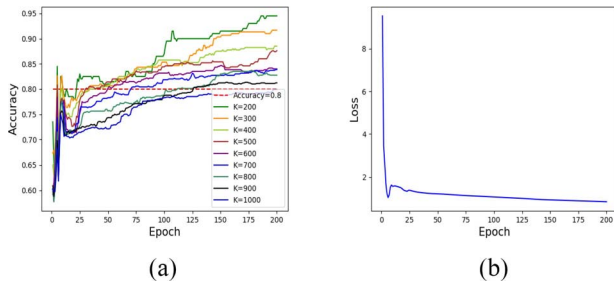 0.95
0.90
0.85
0.80
0.75
0.70
0.65
0.60
Accuracy
Accuracy=0.8
K=200
K=300
K=400
K=500
K=600
K=700
K=800
K=900
K=1000
0 25 50 75 100 125 150 175 200
Epoch
(a)
8
6
4
2
Loss
0 25 50 75 100 125 150 175 200
Epoch
(b)